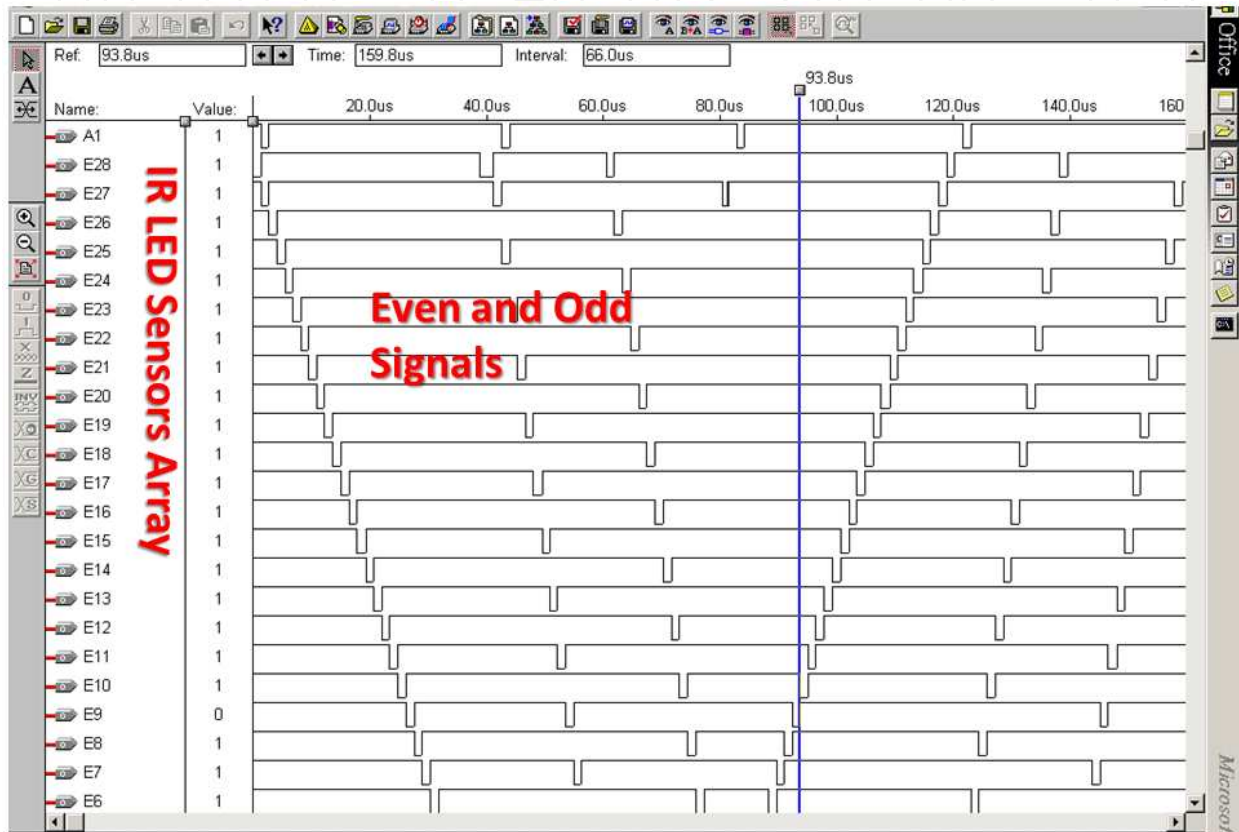 Ref: 93.8us Time: 159.8us Interval: 66.0us
93.8us
Name: Value: 20.0us 40.0us 60.0us 80.0us 100.0us 120.0us 140.0us 160
A1 1
E28 1
E27 1
E26 1
E25 1
E24 1
E23 1
E22 1
E21 1
E20 1
E19 1
E18 1
E17 1
E16 1
E15 1
E14 1
E13 1
E12 1
E11 1
E10 1
E9 0
E8 1
E7 1
E6 1
IR LED Sensors Array
Even and Odd
Signals
A
Office
Microsof